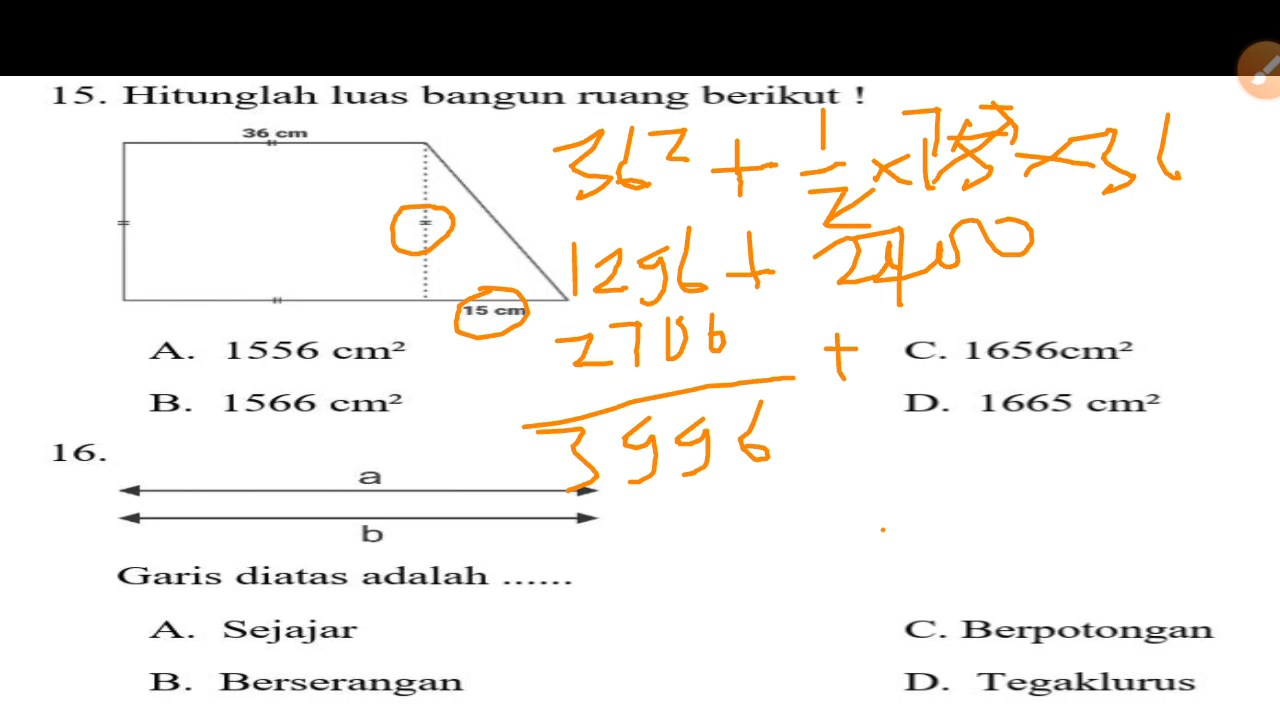 15. Hitunglah luas bangun ruang berikut !
36 cm
15 cm
36² + 1/2 × × 36
1296 +
2706 +
3996
A. 1556 cm²
B. 1566 cm²
C. 1656cm²
D. 1665 cm²
16.
a
b
Garis diatas adalah ......
A. Sejajar
B. Berserangan
C. Berpotongan
D. Tegaklurus